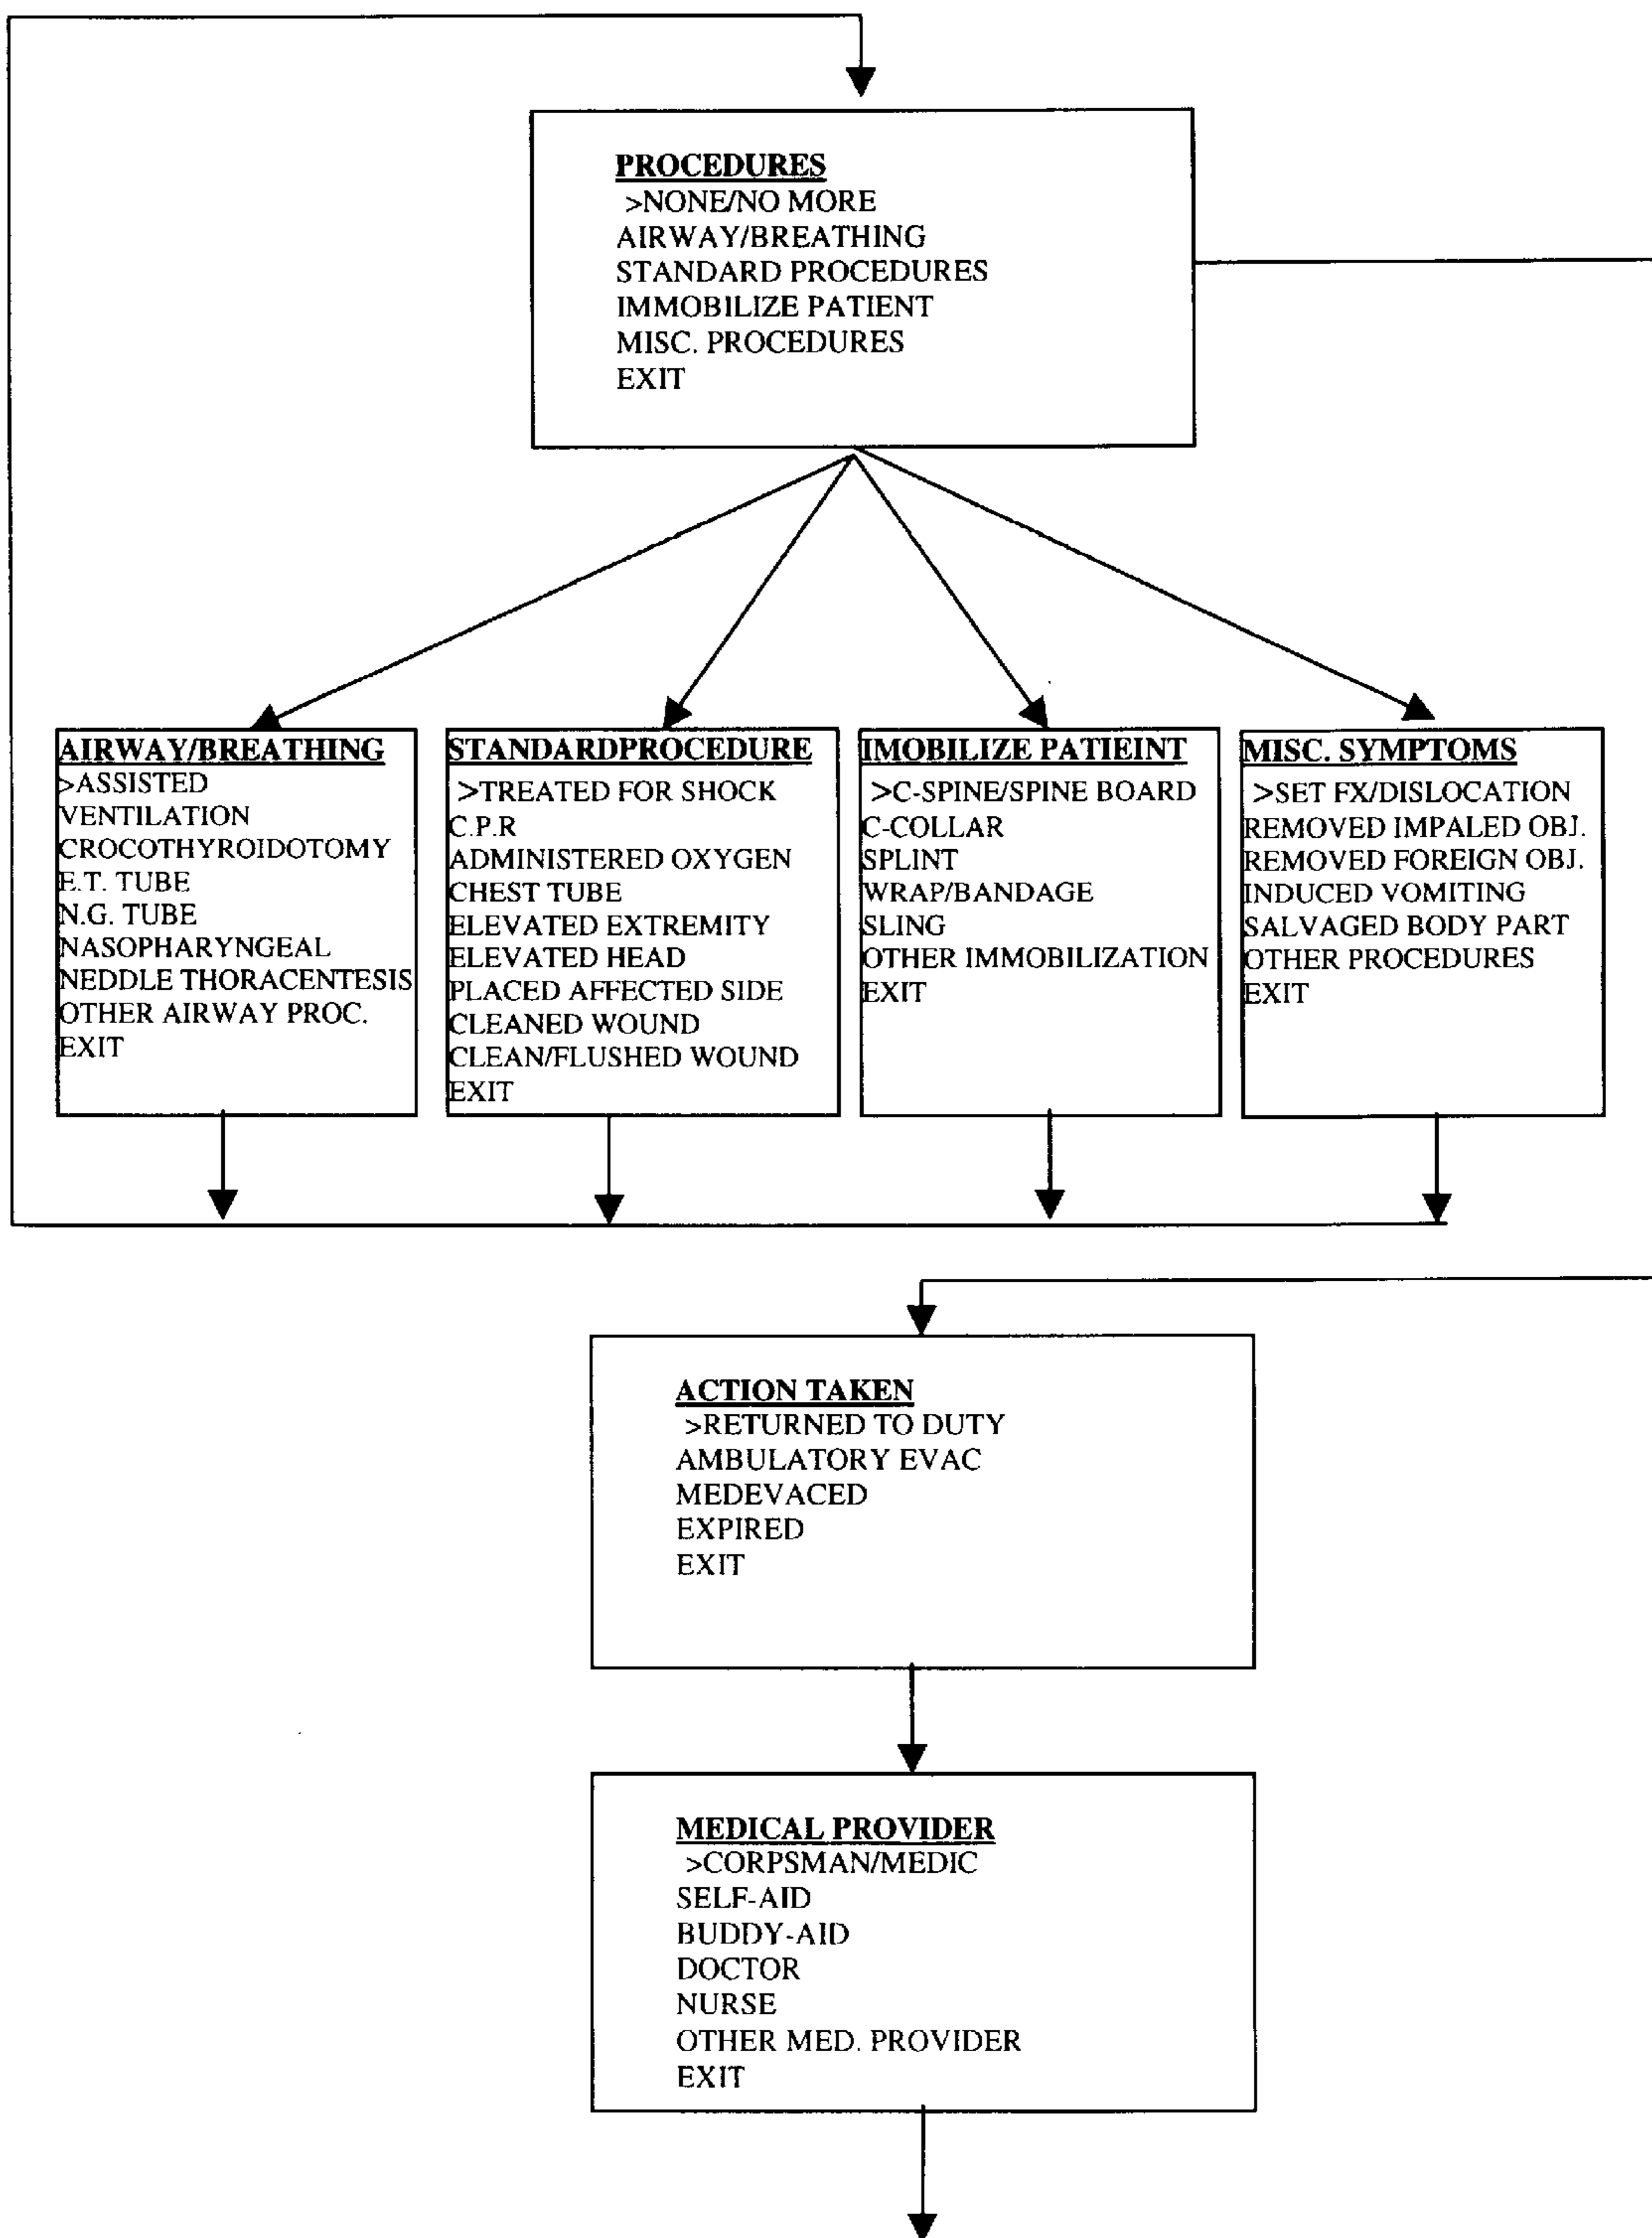 PROCEDURES
>NONE/NO MORE
AIRWAY/BREATHING
STANDARD PROCEDURES
IMMOBILIZE PATIENT
MISC. PROCEDURES
EXIT
AIRWAY/BREATHING
>ASSISTED
VENTILATION
CROCOTHYROIDOTOMY
E.T. TUBE
N.G. TUBE
NASOPHARYNGEAL
NEDDLE THORACENTESIS
OTHER AIRWAY PROC.
EXIT
STANDARDPROCEDURE
>TREATED FOR SHOCK
C.P.R
ADMINISTERED OXYGEN
CHEST TUBE
ELEVATED EXTREMITY
ELEVATED HEAD
PLACED AFFECTED SIDE
CLEANED WOUND
CLEAN/FLUSHED WOUND
EXIT
IMOBILIZE PATIEINT
>C-SPINE/SPINE BOARD
C-COLLAR
SPLINT
WRAP/BANDAGE
SLING
OTHER IMMOBILIZATION
EXIT
MISC. SYMPTOMS
>SET FX/DISLOCATION
REMOVED IMPALED OBJ.
REMOVED FOREIGN OBJ.
INDUCED VOMITING
SALVAGED BODY PART
OTHER PROCEDURES
EXIT
ACTION TAKEN
>RETURNED TO DUTY
AMBULATORY EVAC
MEDEVACED
EXPIRED
EXIT
MEDICAL PROVIDER
>CORPSMAN/MEDIC
SELF-AID
BUDDY-AID
DOCTOR
NURSE
OTHER MED. PROVIDER
EXIT